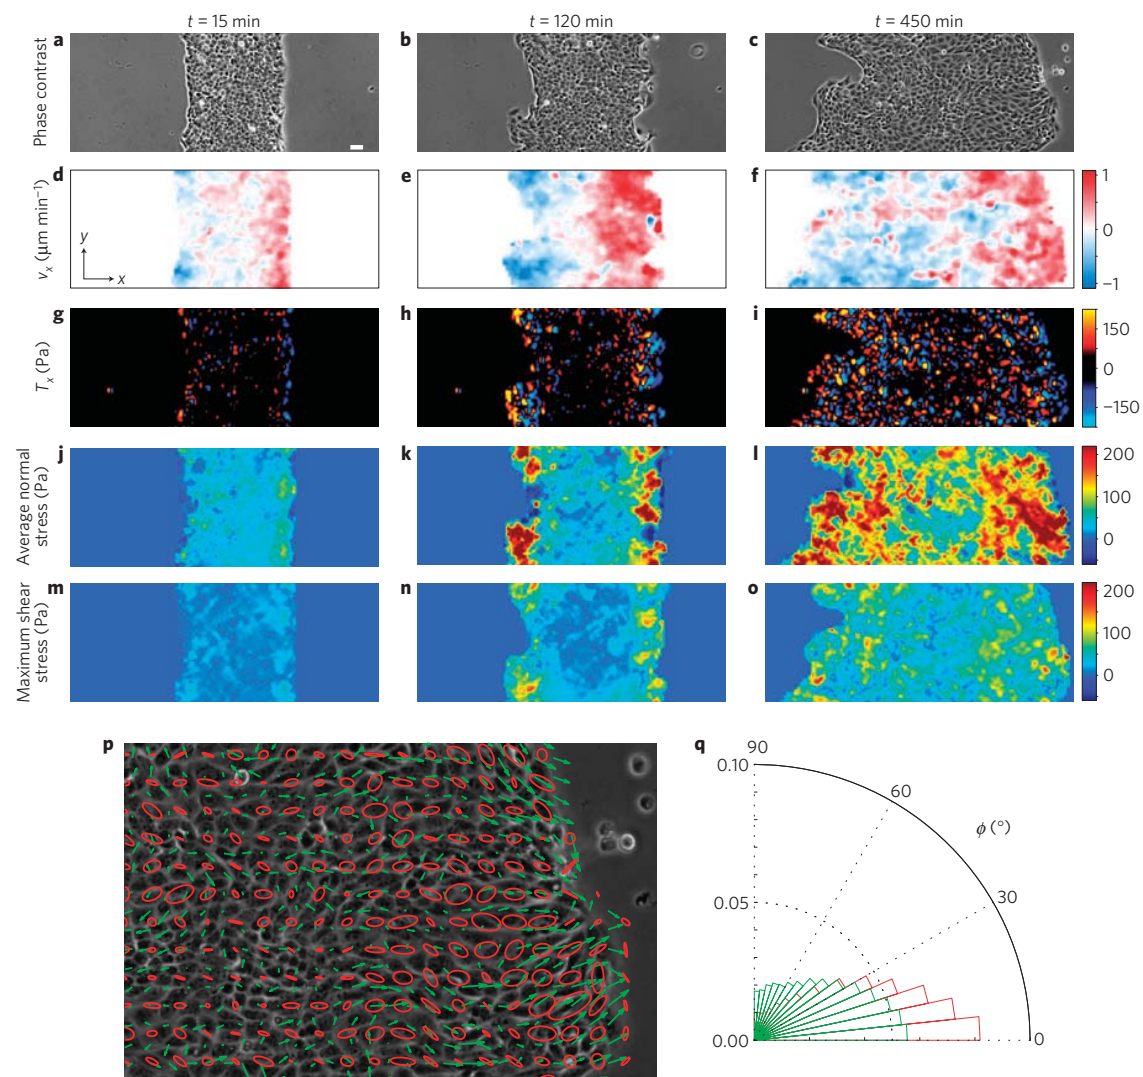 t = 15 min t = 120 min t = 450 min
a b c
Phase contrast
d e f
v_x (µm min⁻¹)
y
x
1
0
−1
g h i
T_x (Pa)
150
0
−150
j k l
Average normal
stress (Pa)
200
100
0
m n o
Maximum shear
stress (Pa)
200
100
0
p q
90
0.10
60
ϕ (°)
0.05
30
0.00
0